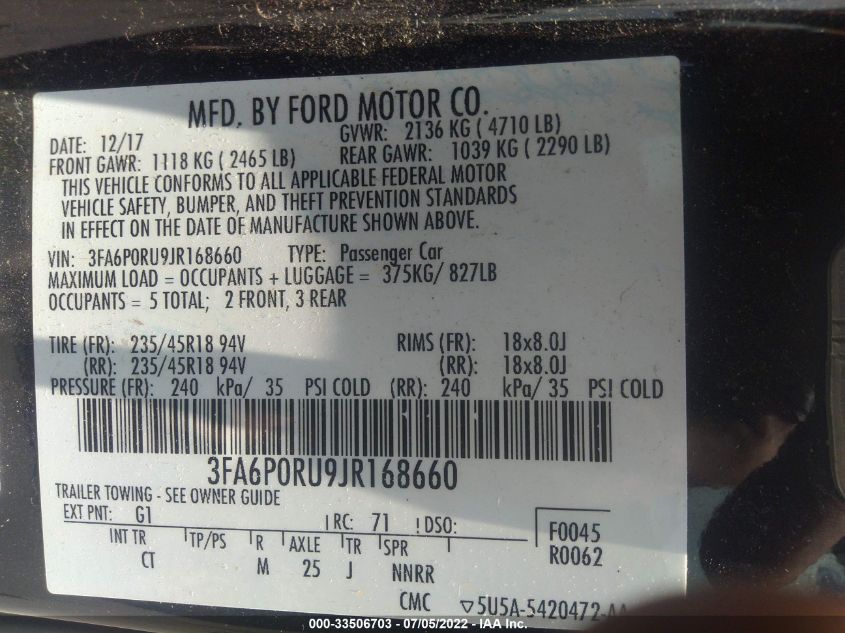 MFD. BY FORD MOTOR CO.
DATE: 12/17 GVWR: 2136 KG ( 4710 LB)
FRONT GAWR: 1118 KG ( 2465 LB) REAR GAWR: 1039 KG ( 2290 LB)
THIS VEHICLE CONFORMS TO ALL APPLICABLE FEDERAL MOTOR
VEHICLE SAFETY, BUMPER, AND THEFT PREVENTION STANDARDS
IN EFFECT ON THE DATE OF MANUFACTURE SHOWN ABOVE.
VIN: 3FA6P0RU9JR168660 TYPE: Passenger Car
MAXIMUM LOAD = OCCUPANTS + LUGGAGE = 375KG/ 827LB
OCCUPANTS = 5 TOTAL; 2 FRONT, 3 REAR
TIRE (FR): 235/45R18 94V RIMS (FR): 18x8.0J
(RR): 235/45R18 94V (RR): 18x8.0J
PRESSURE (FR): 240 kPa/ 35 PSI COLD (RR): 240 kPa/ 35 PSI COLD
3FA6P0RU9JR168660
TRAILER TOWING - SEE OWNER GUIDE
EXT PNT: G1 RC: 71 DSO:
F0045
R0062
INT TR TP/PS R AXLE TR SPR
CT M 25 J NNRR
CMC ▽5U5A-5420472-AA
000-33506703 - 07/05/2022 - IAA Inc.